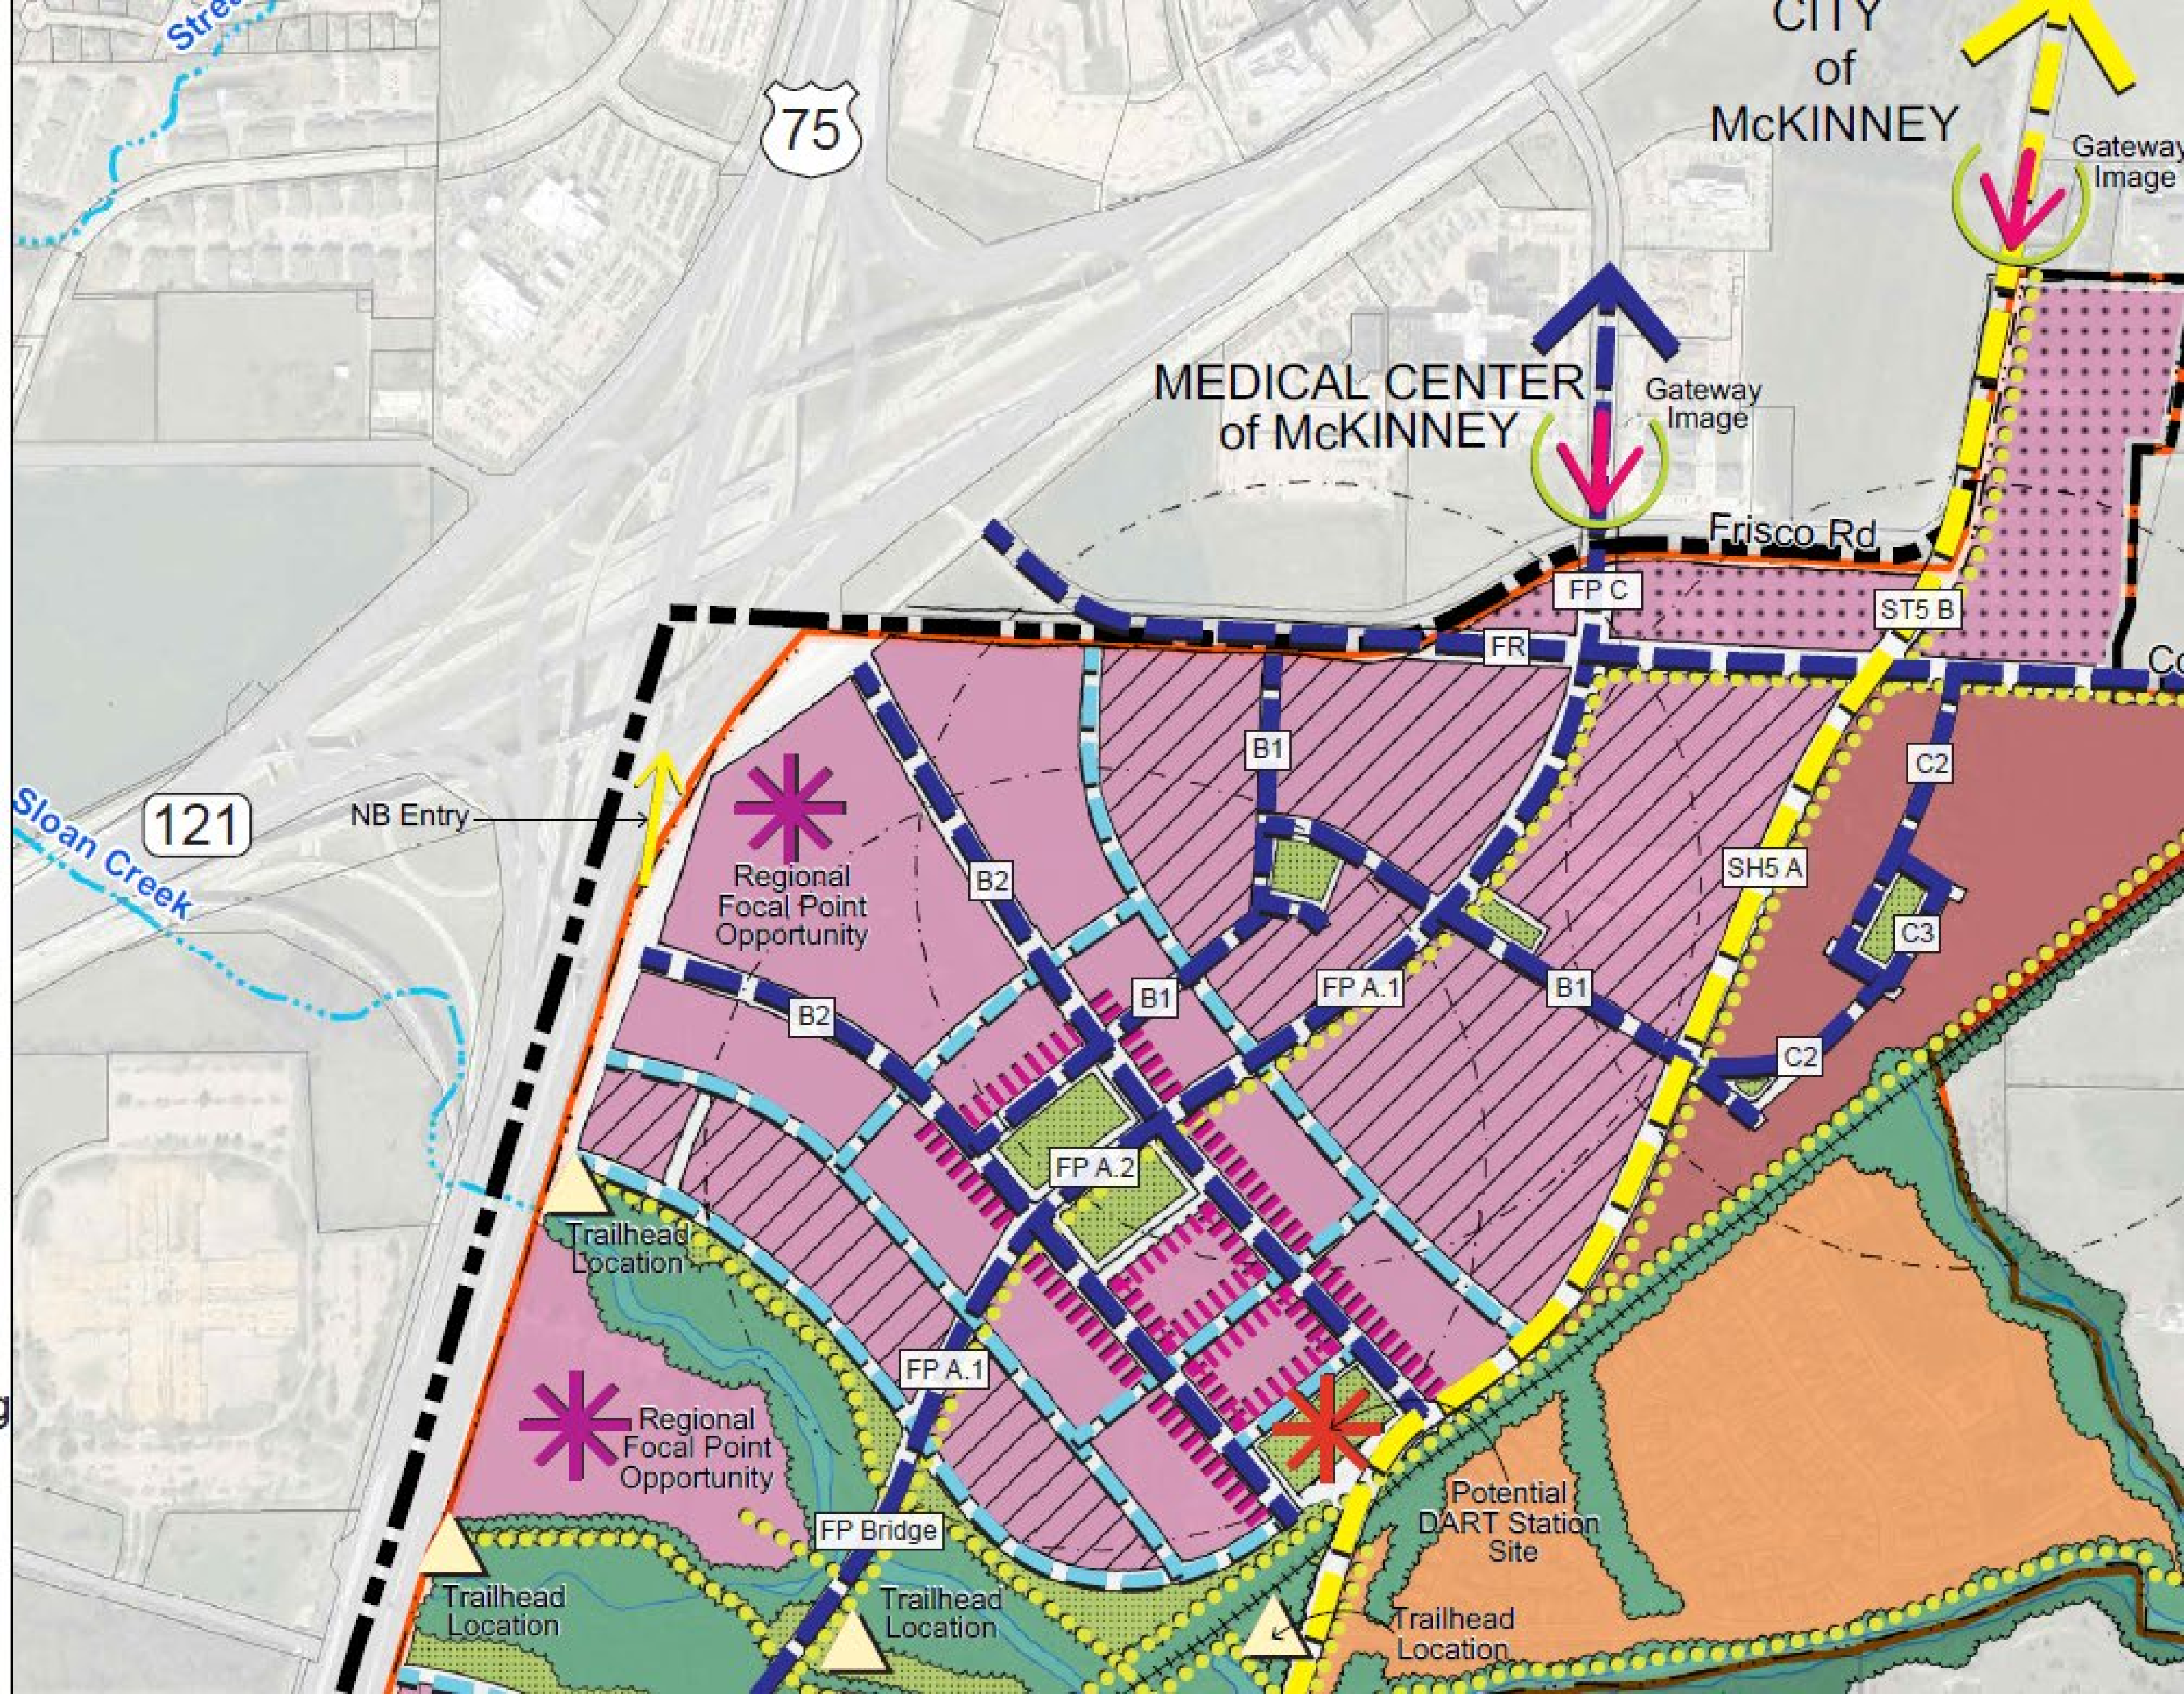 CITY
of
McKINNEY
75
Gateway
Image
MEDICAL CENTER
of McKINNEY
Gateway
Image
Frisco Rd
FP C
ST5 B
FR
B1
C2
NB Entry
121
Sloan Creek
Regional
Focal Point
Opportunity
B2
SH5 A
C3
B2
B1
FP A.1
B1
C2
FP A.2
Trailhead
Location
FP A.1
Regional
Focal Point
Opportunity
FP Bridge
Potential
DART Station
Site
Trailhead
Location
Trailhead
Location
Trailhead
Location